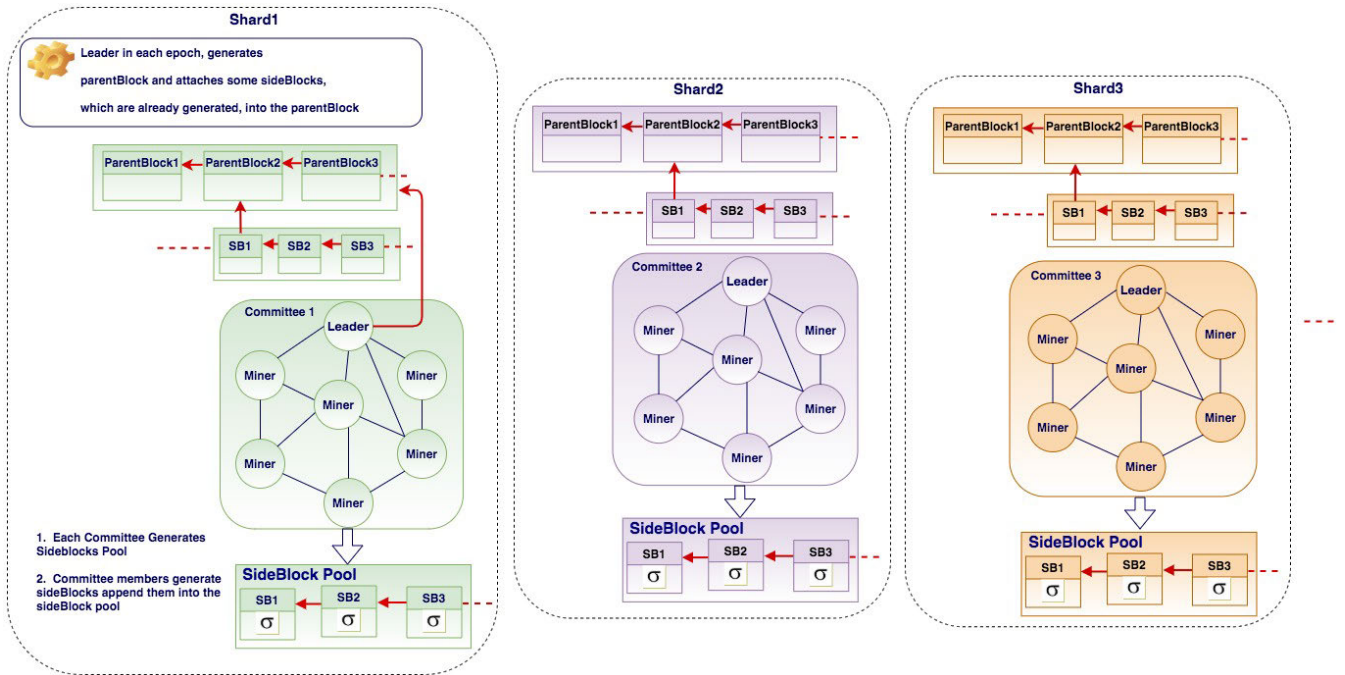 Shard1
Leader in each epoch, generates
parentBlock and attaches some sideBlocks,
which are already generated, into the parentBlock
ParentBlock1 ParentBlock2 ParentBlock3
SB1 SB2 SB3
Committee 1
Leader
Miner Miner
Miner
Miner Miner
Miner
1. Each Committee Generates
Sideblocks Pool
2. Committee members generate
sideBlocks append them into the
sideBlock pool
SideBlock Pool
SB1 SB2 SB3
σ σ σ
Shard2
ParentBlock1 ParentBlock2 ParentBlock3
SB1 SB2 SB3
Committee 2
Leader
Miner Miner
Miner
Miner Miner
Miner
SideBlock Pool
SB1 SB2 SB3
σ σ σ
Shard3
ParentBlock1 ParentBlock2 ParentBlock3
SB1 SB2 SB3
Committee 3
Leader
Miner Miner
Miner
Miner Miner
Miner
SideBlock Pool
SB1 SB2 SB3
σ σ σ